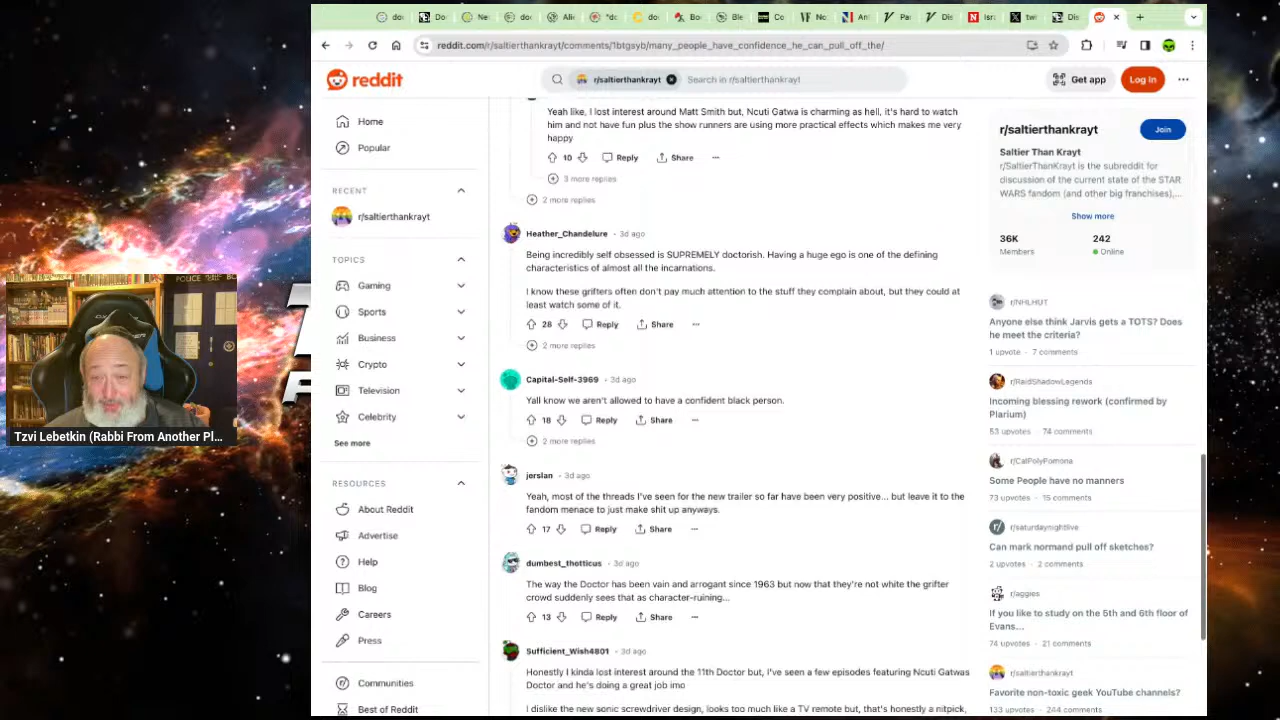 reddit.com/r/saltierthankrayt/comments/1btgsyb/many_people_have_confidence_he_can_pull_off_the/
reddit
r/saltierthankrayt
Search in r/saltierthankrayt
Get app
Log In
Home
Popular
RECENT
r/saltierthankrayt
TOPICS
Gaming
Sports
Business
Crypto
Television
Celebrity
See more
RESOURCES
About Reddit
Advertise
Help
Blog
Careers
Press
Communities
Best of Reddit
Yeah like, I lost interest around Matt Smith but, Ncuti Gatwa is charming as hell, it's hard to watch
him and not have fun plus the show runners are using more practical effects which makes me very
happy
10 Reply Share
3 more replies
2 more replies
Heather_Chandelure · 3d ago
Being incredibly self obsessed is SUPREMELY doctorish. Having a huge ego is one of the defining
characteristics of almost all the incarnations.
I know these grifters often don't pay much attention to the stuff they complain about, but they could at
least watch some of it.
28 Reply Share
2 more replies
Capital-Self-3969 · 3d ago
Yall know we aren't allowed to have a confident black person.
18 Reply Share
2 more replies
jerslan · 3d ago
Yeah, most of the threads I've seen for the new trailer so far have been very positive... but leave it to the
fandom menace to just make shit up anyways.
17 Reply Share
dumbest_thotticus · 3d ago
The way the Doctor has been vain and arrogant since 1963 but now that they're not white the grifter
crowd suddenly sees that as character-ruining...
13 Reply Share
Sufficient_Wish4801 · 3d ago
Honestly I kinda lost interest around the 11th Doctor but, I've seen a few episodes featuring Ncuti Gatwas
Doctor and he's doing a great job imo
I dislike the new sonic screwdriver design, looks too much like a TV remote but, that's honestly a nitpick,
r/saltierthankrayt
Join
Saltier Than Krayt
r/SaltierThanKrayt is the subreddit for
discussion of the current state of the STAR
WARS fandom (and other big franchises),...
Show more
36K 242
Members Online
r/NHLHUT
Anyone else think Jarvis gets a TOTS? Does
he meet the criteria?
1 upvote · 7 comments
r/RaidShadowLegends
Incoming blessing rework (confirmed by
Plarium)
53 upvotes · 74 comments
r/CalPolyPomona
Some People have no manners
73 upvotes · 15 comments
r/saturdaynightlive
Can mark normand pull off sketches?
2 upvotes · 2 comments
r/aggies
If you like to study on the 5th and 6th floor of
Evans...
74 upvotes · 21 comments
r/saltierthankrayt
Favorite non-toxic geek YouTube channels?
133 upvotes · 244 comments
POLICE BO
Tzvi Lebetkin (Rabbi From Another Pl...